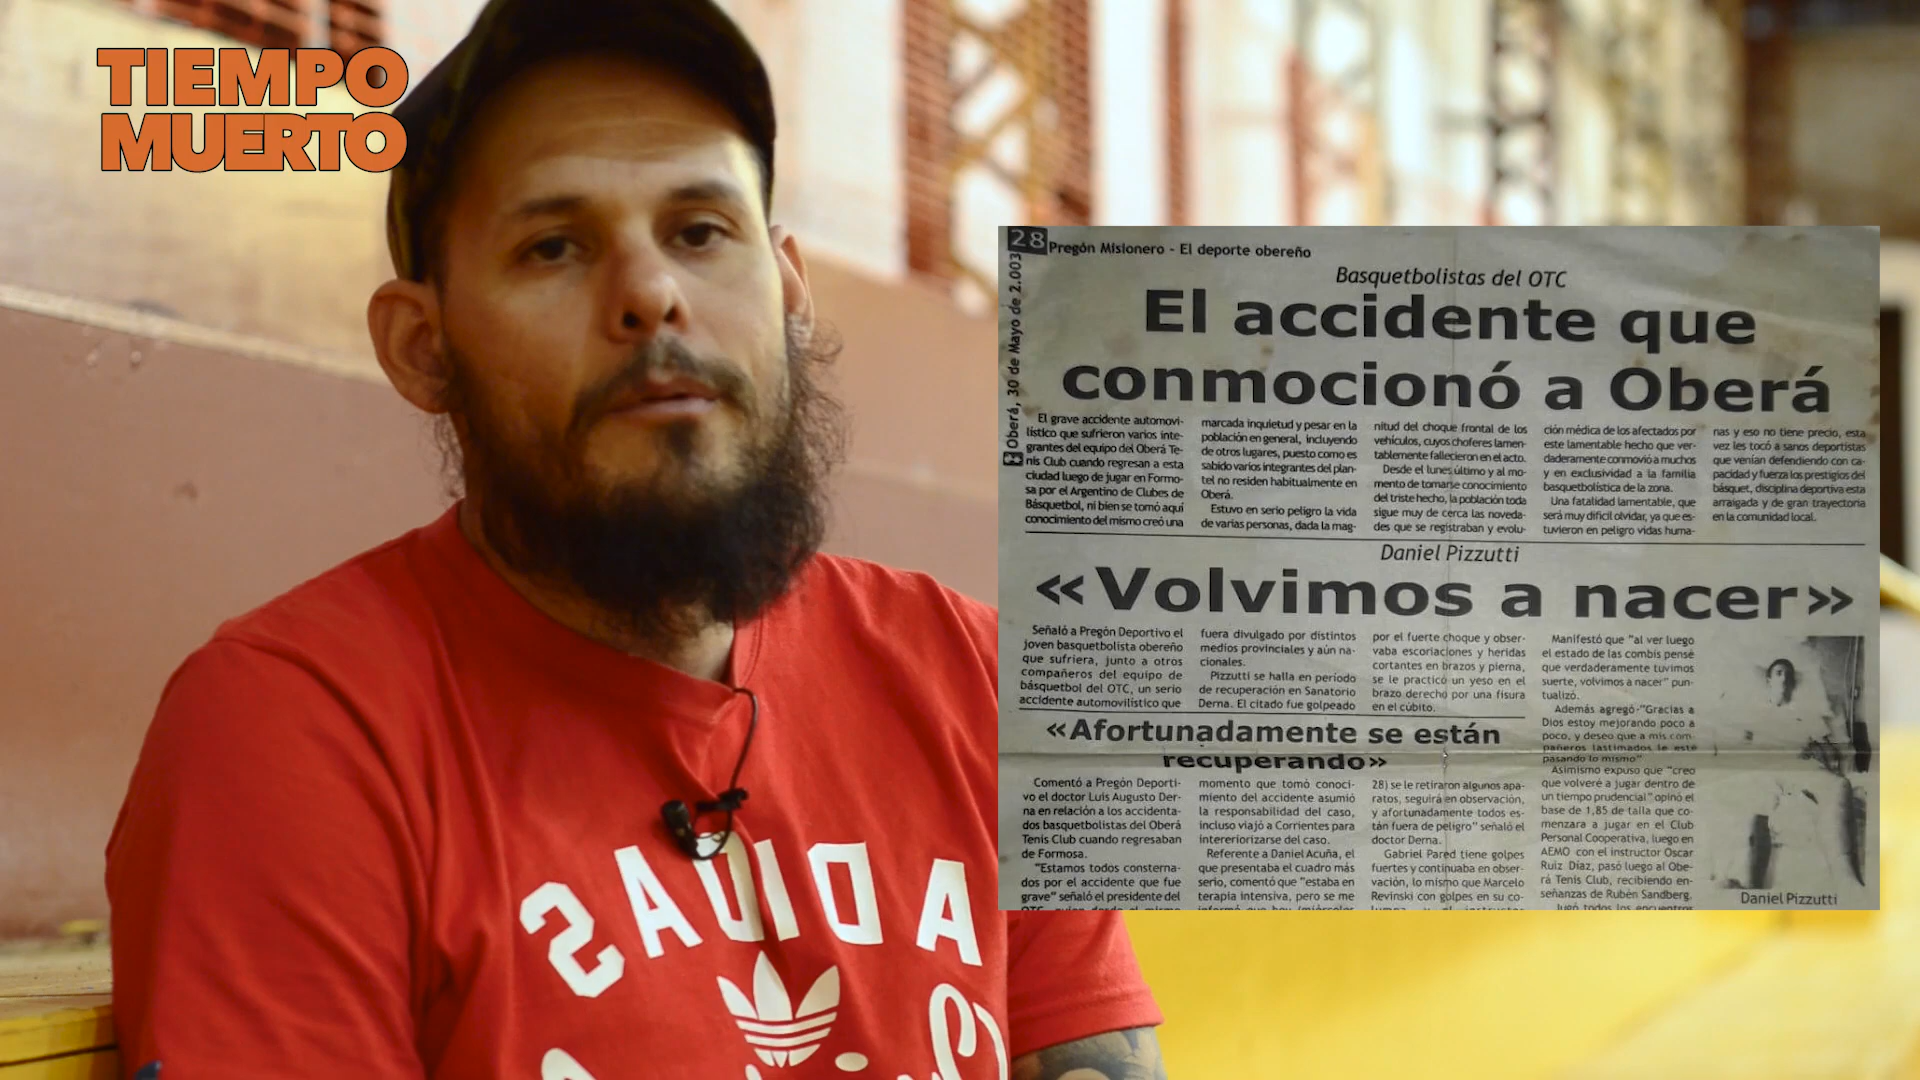 TIEMPO
MUERTO
28
Pregón Misionero - El deporte obereño
Oberá, 30 de Mayo de 2.003
Basquetbolistas del OTC
El accidente que
conmocionó a Oberá
El grave accidente automovi-
lístico que sufrieron varios inte-
grantes del equipo del Oberá Te-
nis Club cuando regresan a esta
ciudad luego de jugar en Formo-
sa por el Argentino de Clubes de
Básquetbol, ni bien se tomó aquí
conocimiento del mismo creó una
marcada inquietud y pesar en la
población en general, incluyendo
de otros lugares, puesto como es
sabido varios integrantes del plan-
tel no residen habitualmente en
Oberá.
Estuvo en serio peligro la vida
de varias personas, dada la mag-
nitud del choque frontal de los
vehículos, cuyos choferes lamen-
tablemente fallecieron en el acto.
Desde el lunes último y al mo-
mento de tomarse conocimiento
del triste hecho, la población toda
sigue muy de cerca las noveda-
des que se registraban y evolu-
ción médica de los afectados por
este lamentable hecho que ver-
daderamente conmovió a muchos
y en exclusividad a la familia
basquetbolística de la zona.
Una fatalidad lamentable, que
será muy difícil olvidar, ya que es-
tuvieron en peligro vidas huma-
nas y eso no tiene precio, esta
vez les tocó a sanos deportistas
que venían defendiendo con ca-
pacidad y fuerza los prestigios del
básquet, disciplina deportiva esta
arraigada y de gran trayectoria
en la comunidad local.
Daniel Pizzutti
«Volvimos a nacer»
Señaló a Pregón Deportivo el
joven basquetbolista obereño
que sufriera, junto a otros
compañeros del equipo de
básquetbol del OTC, un serio
accidente automovilístico que
fuera divulgado por distintos
medios provinciales y aún na-
cionales.
Pizzutti se halla en período
de recuperación en Sanatorio
Derna. El citado fue golpeado
por el fuerte choque y obser-
vaba escoriaciones y heridas
cortantes en brazos y pierna,
se le practicó un yeso en el
brazo derecho por una fisura
en el cúbito.
Manifestó que "al ver luego
el estado de las combis pensé
que verdaderamente tuvimos
suerte, volvimos a nacer" pun-
tualizó.
Además agregó-"Gracias a
Dios estoy mejorando poco a
poco, y deseo que a mis com-
pañeros lastimados le esté
pasando lo mismo"
Asimismo expuso que "creo
que volveré a jugar dentro de
un tiempo prudencial" opinó el
base de 1,85 de talla que co-
menzara a jugar en el Club
Personal Cooperativa, luego en
AEMO con el instructor Oscar
Ruiz Díaz, pasó luego al Obe-
rá Tenis Club, recibiendo en-
señanzas de Rubén Sandberg.
Jugó todos los encuentros
Daniel Pizzutti
«Afortunadamente se están
recuperando»
Comentó a Pregón Deporti-
vo el doctor Luis Augusto Der-
na en relación a los accidenta-
dos basquetbolistas del Oberá
Tenis Club cuando regresaban
de Formosa.
"Estamos todos consterna-
dos por el accidente que fue
grave" señaló el presidente del
OTC, quien desde el mismo
momento que tomó conoci-
miento del accidente asumió
la responsabilidad del caso,
incluso viajó a Corrientes para
intereriorizarse del caso.
Referente a Daniel Acuña, el
que presentaba el cuadro más
serio, comentó que "estaba en
terapia intensiva, pero se me
informó que hoy (miércoles
28) se le retiraron algunos apa-
ratos, seguirá en observación,
y afortunadamente todos es-
tán fuera de peligro" señaló el
doctor Derna.
Gabriel Pared tiene golpes
fuertes y continuaba en obser-
vación, lo mismo que Marcelo
Revinski con golpes en su co-
lumna, y el instructor
ADIDAS